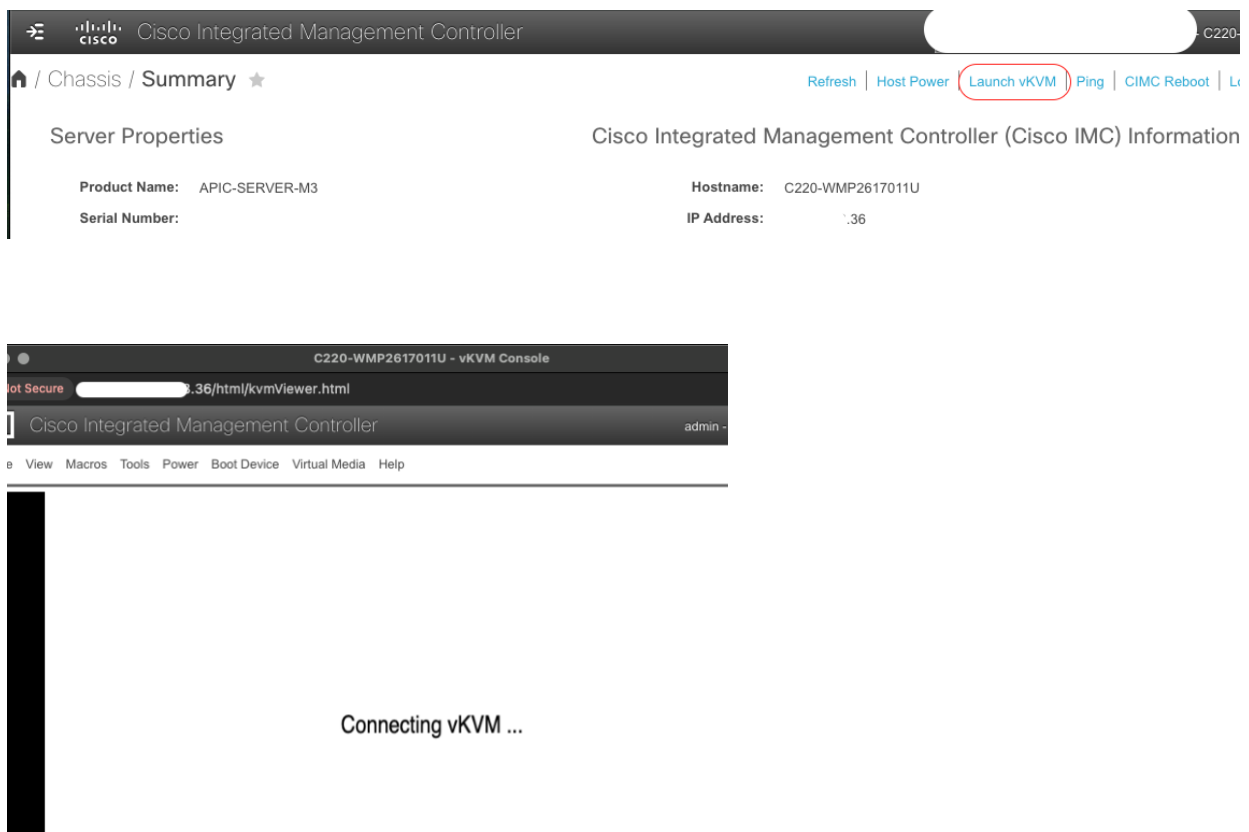 cisco Cisco Integrated Management Controller C220-
/ Chassis / Summary Refresh | Host Power | Launch vKVM | Ping | CIMC Reboot |
Server Properties Cisco Integrated Management Controller (Cisco IMC) Information
Product Name: APIC-SERVER-M3 Hostname: C220-WMP2617011U
Serial Number: IP Address: .36
C220-WMP2617011U - vKVM Console
Not Secure .36/html/kvmViewer.html
Cisco Integrated Management Controller admin -
e View Macros Tools Power Boot Device Virtual Media Help
Connecting vKVM ...